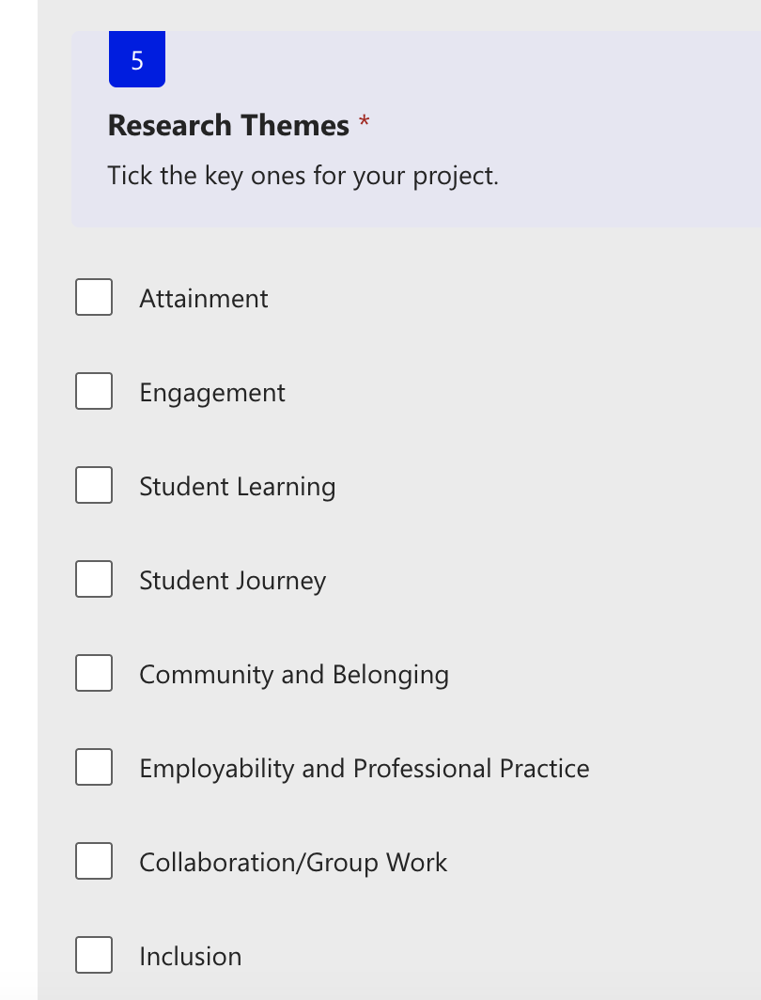 5
Research Themes *
Tick the key ones for your project.
Attainment
Engagement
Student Learning
Student Journey
Community and Belonging
Employability and Professional Practice
Collaboration/Group Work
Inclusion